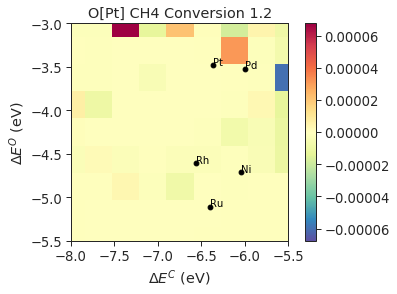 O[Pt] CH4 Conversion 1.2
−3.0
−3.5
−4.0
−4.5
−5.0
−5.5
ΔE^O (eV)
Pt
Pd
Rh
Ni
Ru
−8.0 −7.5 −7.0 −6.5 −6.0 −5.5
ΔE^C (eV)
0.00006
0.00004
0.00002
0.00000
−0.00002
−0.00004
−0.00006